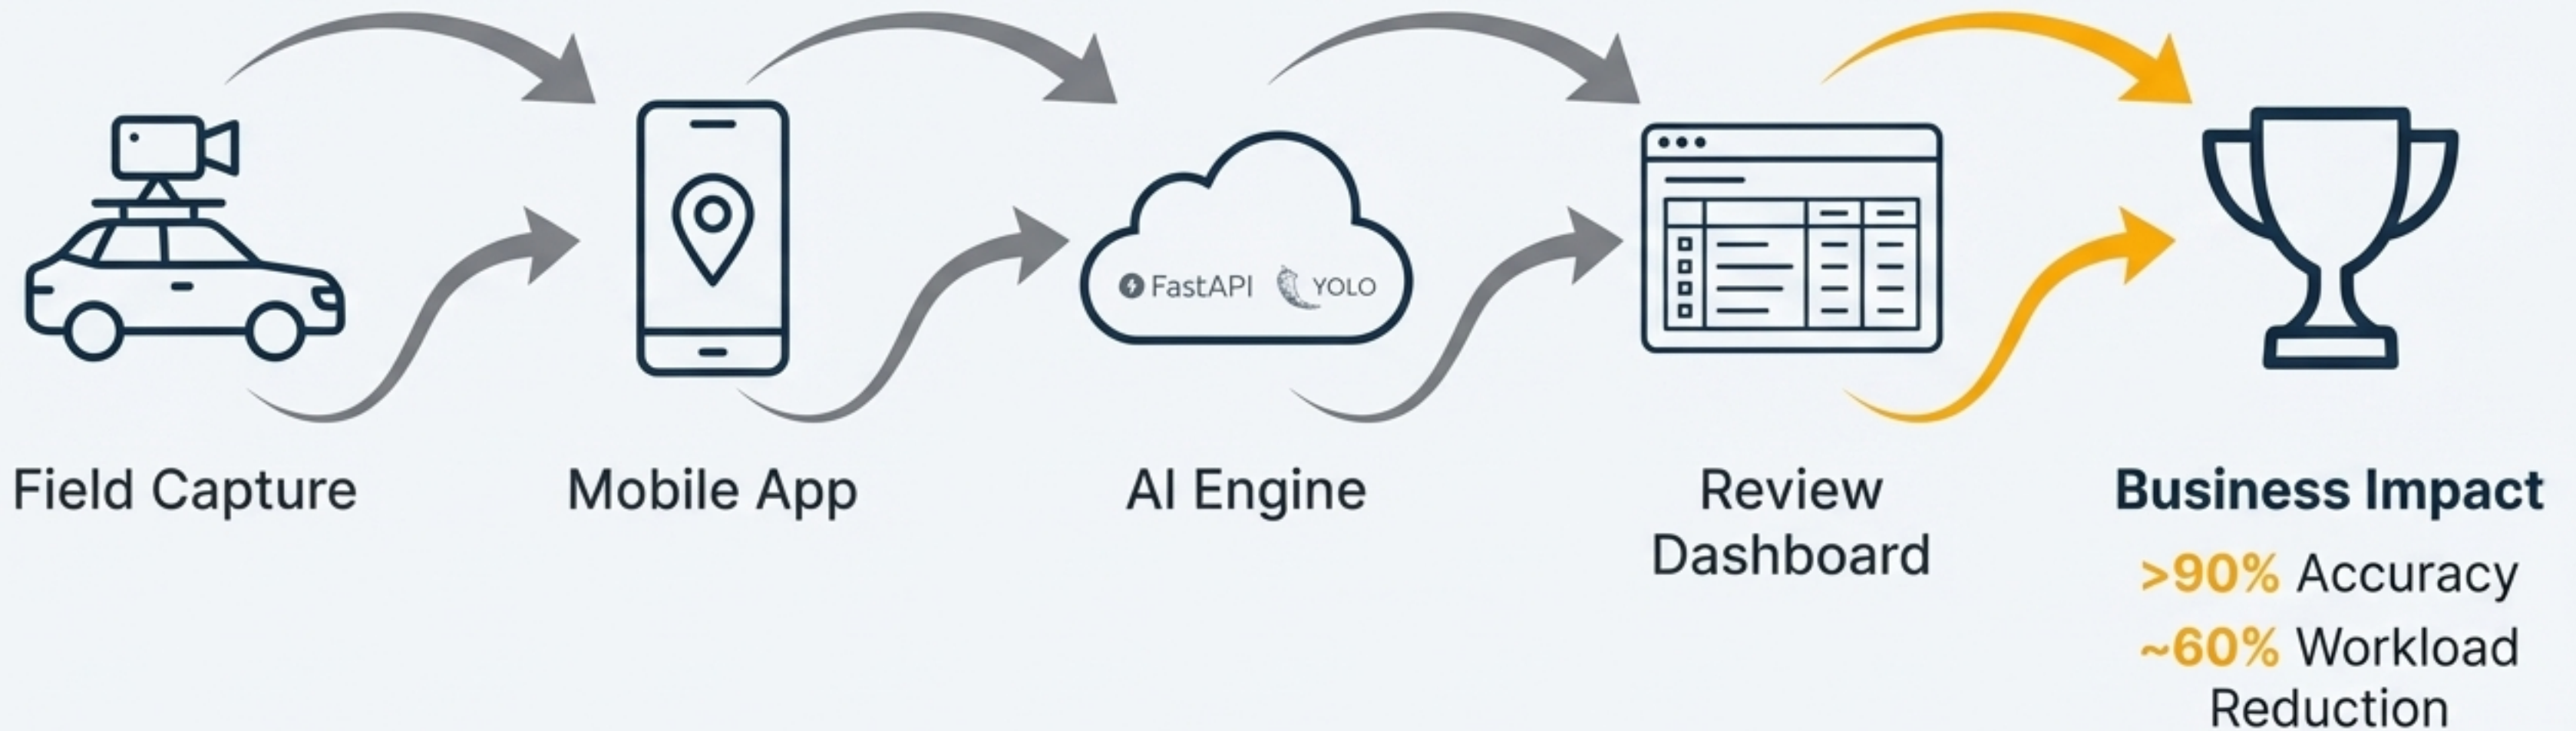 FastAPI
YOLO
Field Capture
Mobile App
AI Engine
Review
Dashboard
Business Impact
>90% Accuracy
~60% Workload
Reduction